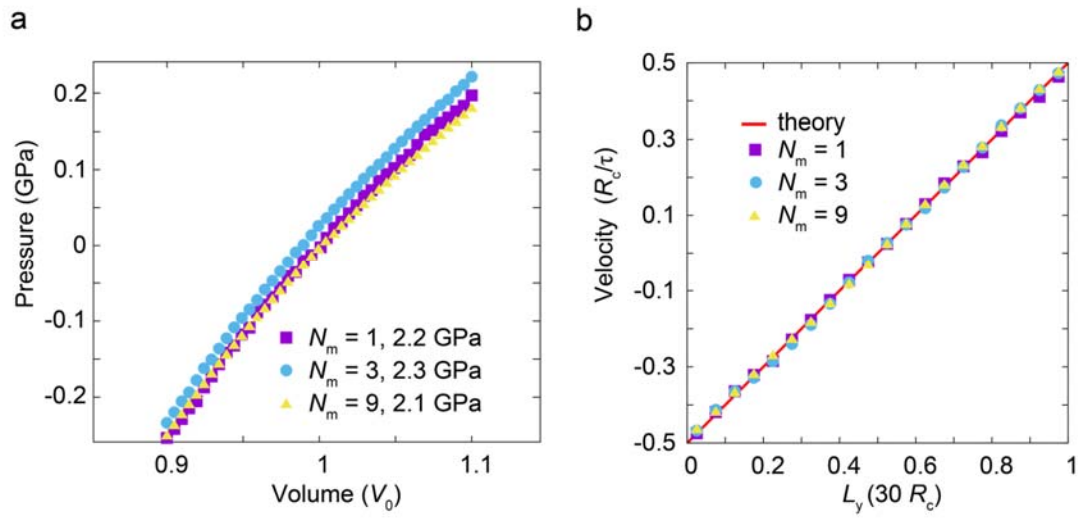 a
Pressure (GPa)
0.2
0.1
0
-0.1
-0.2
N_m = 1, 2.2 GPa
N_m = 3, 2.3 GPa
N_m = 9, 2.1 GPa
0.9
1
1.1
Volume (V_0)
b
Velocity (R_c/τ)
0.5
0.3
0.1
-0.1
-0.3
-0.5
theory
N_m = 1
N_m = 3
N_m = 9
0
0.2
0.4
0.6
0.8
1
L_y (30 R_c)